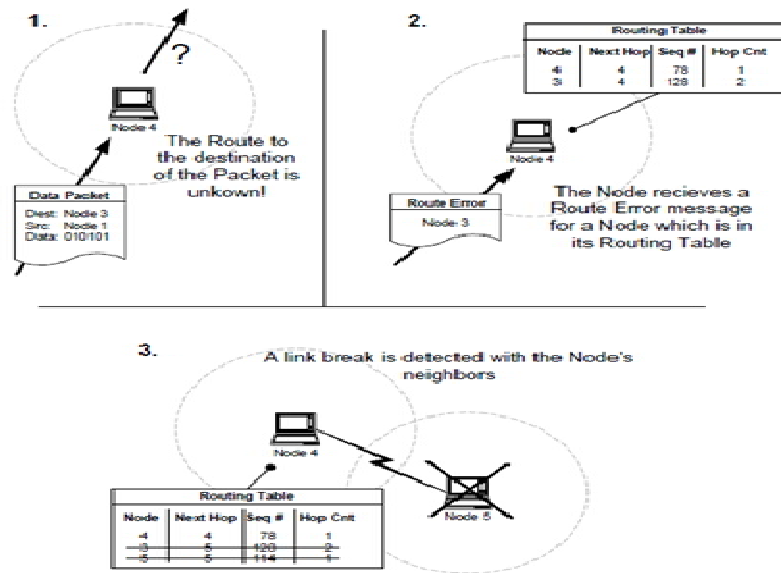 1.
?
Node 4
The Route to
the destination
of the Packet is
unkown!
Data Packet
Dest: Node 3
Src: Node 1
Data: 010101
2.
Routing Table
Node Next Hop Seq # Hop Cnt
4 4 78 1
3 4 128 2
Node 4
Route Error
Node 3
The Node recieves a
Route Error message
for a Node which is in
its Routing Table
3.
A link break is detected with the Node's
neighbors
Node 4
Node 5
Routing Table
Node Next Hop Seq # Hop Cnt
4 4 78 1
3 5 2
5 5 114 1